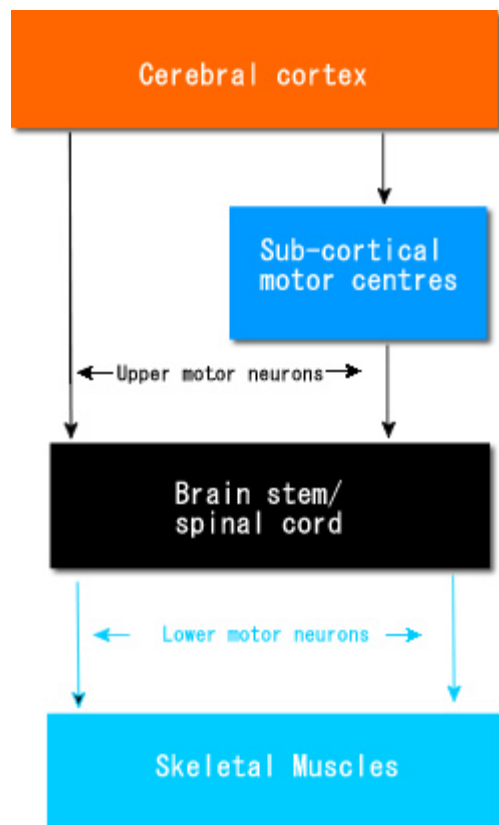 Cerebral cortex
Sub-cortical
motor centres
Upper motor neurons
Brain stem/
spinal cord
Lower motor neurons
Skeletal Muscles